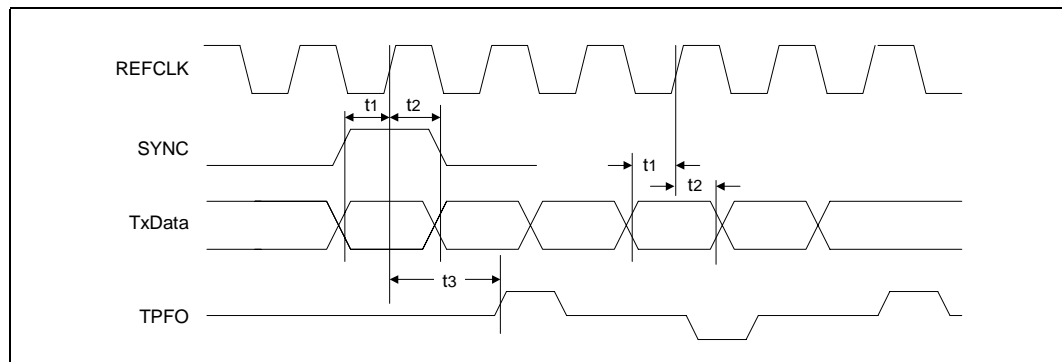 REFCLK
t1 t2
SYNC
t1
t2
TxData
t3
TPFO